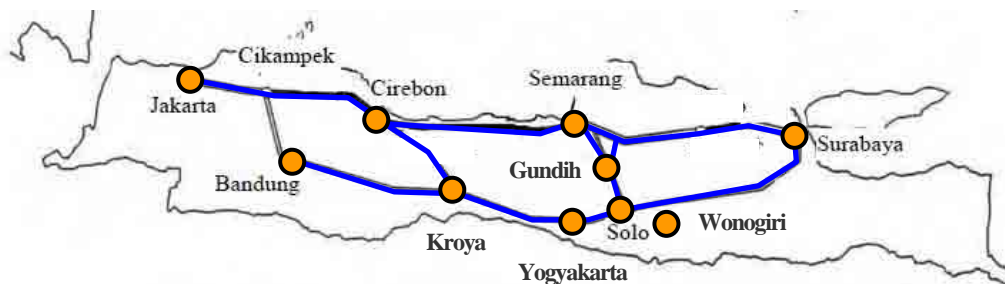 Cikampek
Semarang
Cirebon
Jakarta
Surabaya
Gundih
Bandung
Wonogiri
Solo
Kroya
Yogyakarta